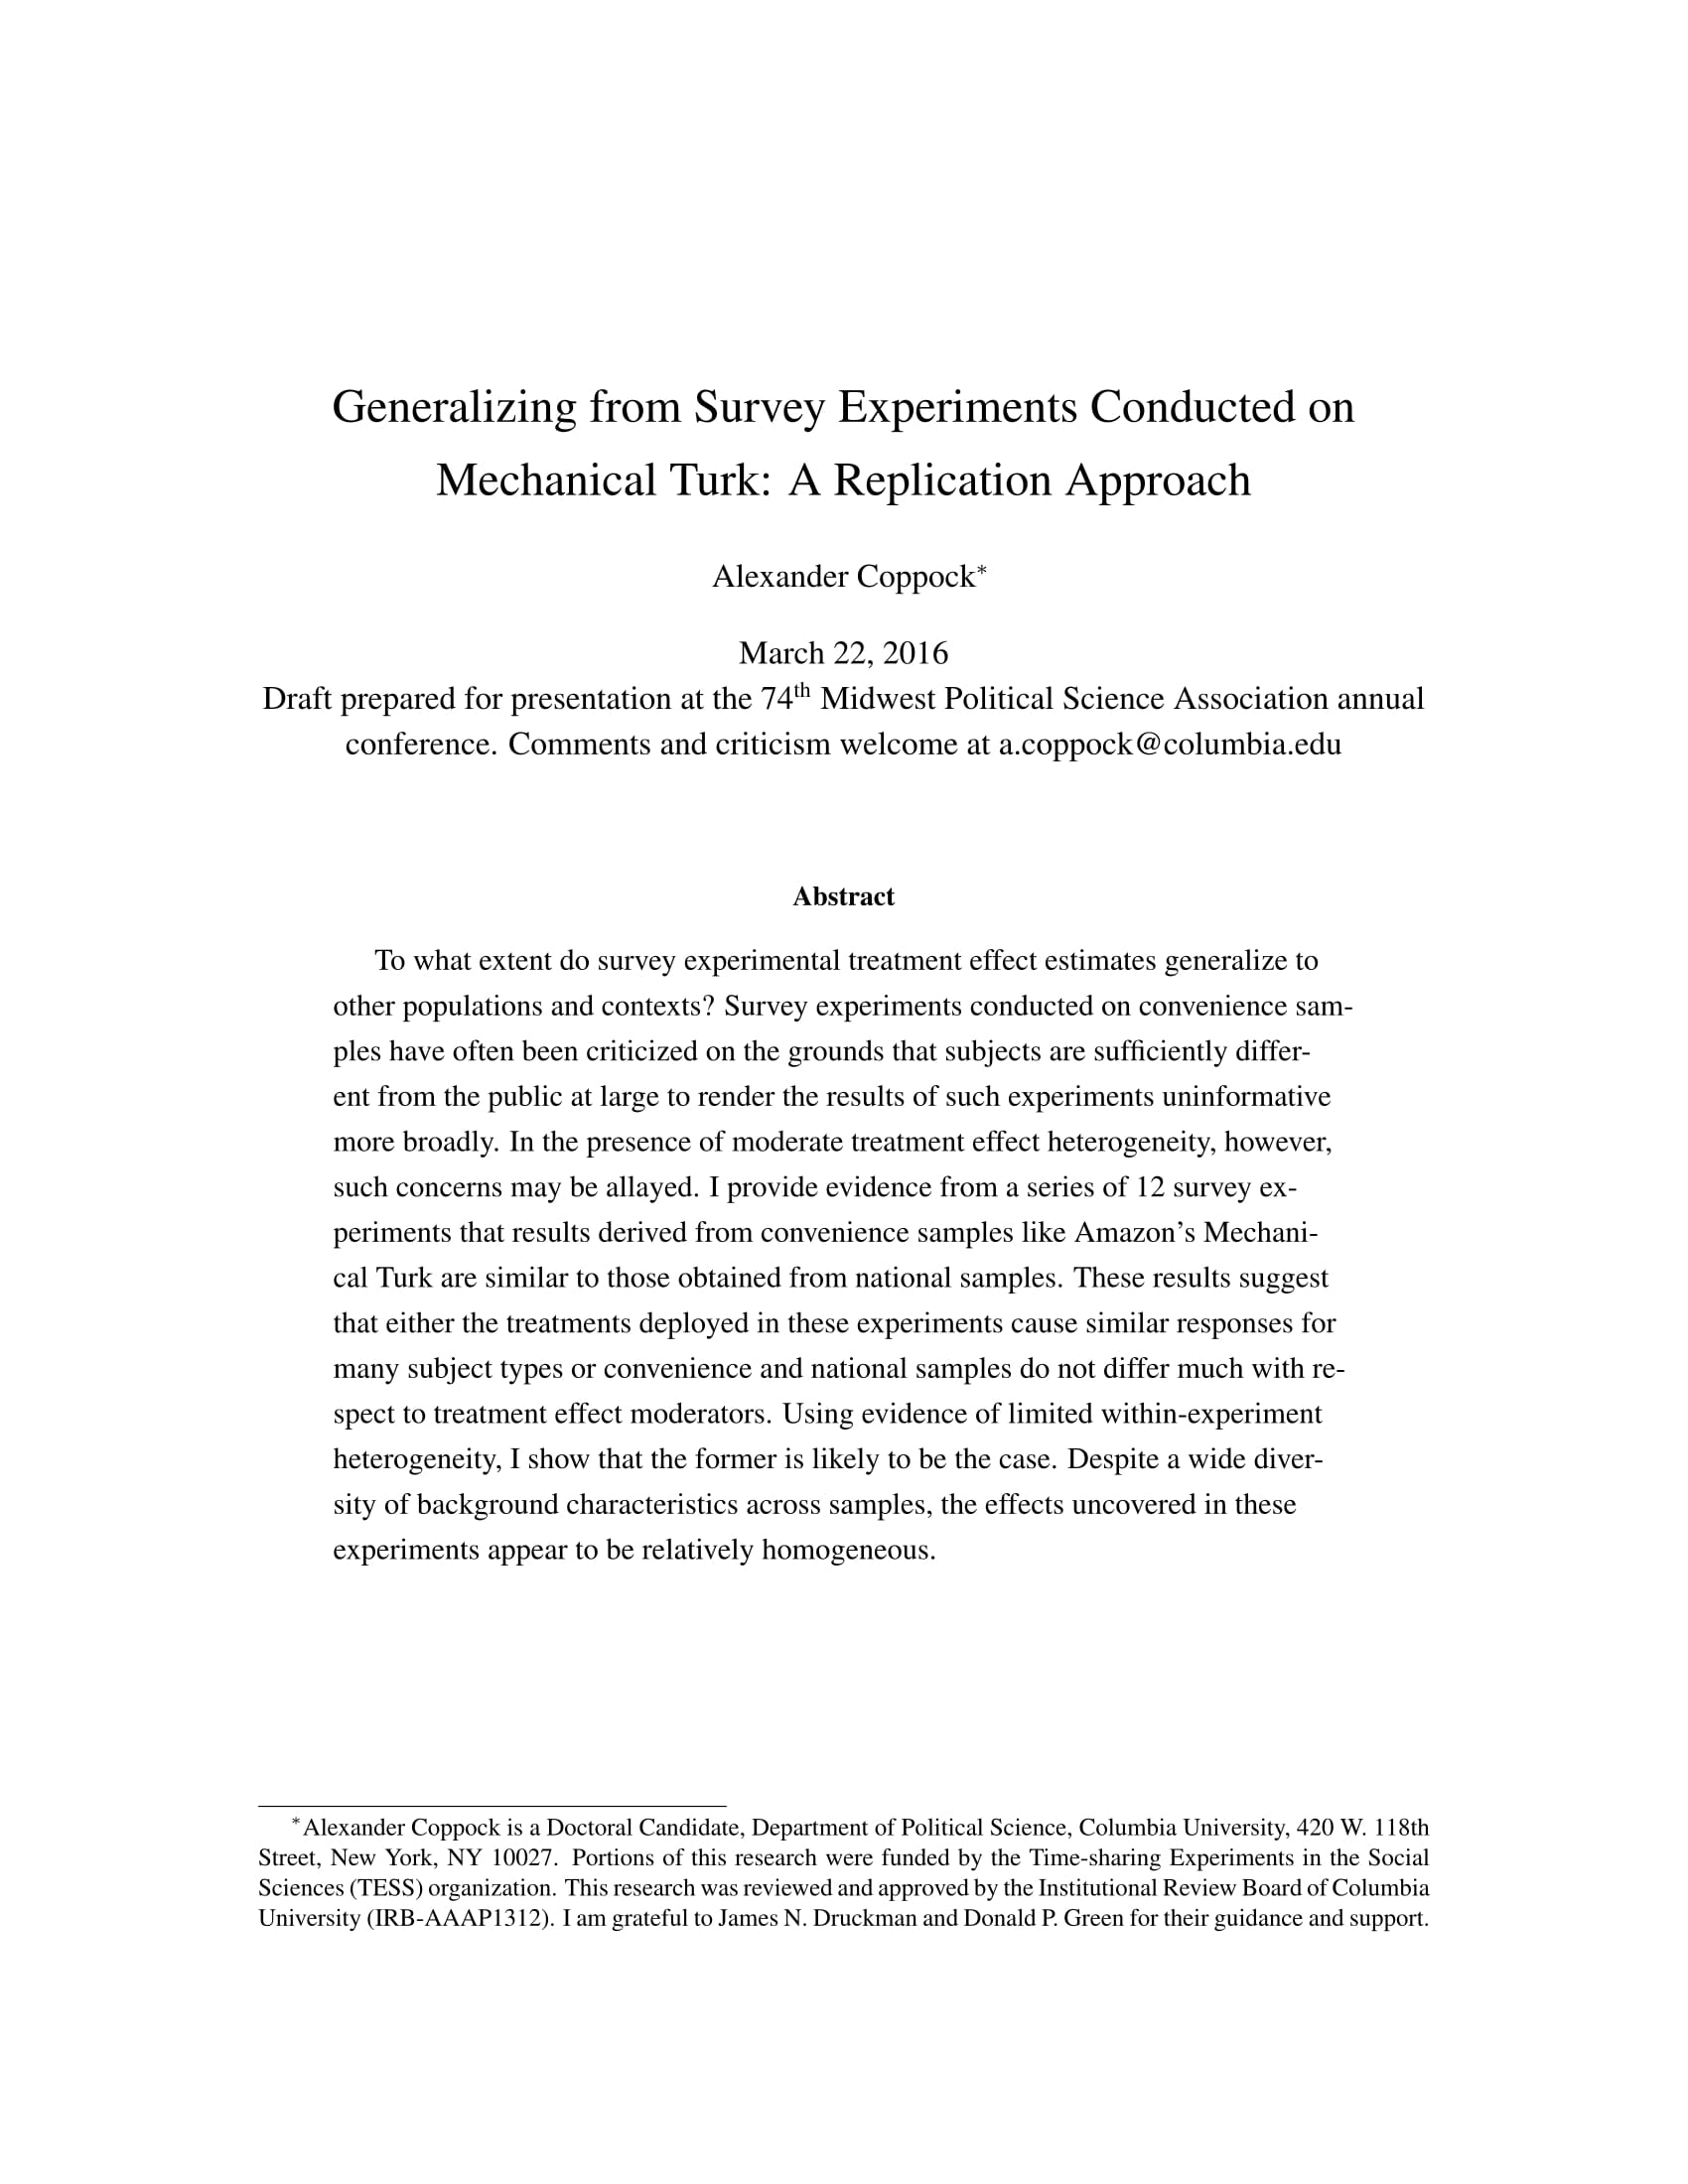 Generalizing from Survey Experiments Conducted on
Mechanical Turk: A Replication Approach
Alexander Coppock*
March 22, 2016
Draft prepared for presentation at the 74th Midwest Political Science Association annual
conference. Comments and criticism welcome at a.coppock@columbia.edu
Abstract
To what extent do survey experimental treatment effect estimates generalize to
other populations and contexts? Survey experiments conducted on convenience sam-
ples have often been criticized on the grounds that subjects are sufficiently differ-
ent from the public at large to render the results of such experiments uninformative
more broadly. In the presence of moderate treatment effect heterogeneity, however,
such concerns may be allayed. I provide evidence from a series of 12 survey ex-
periments that results derived from convenience samples like Amazon's Mechani-
cal Turk are similar to those obtained from national samples. These results suggest
that either the treatments deployed in these experiments cause similar responses for
many subject types or convenience and national samples do not differ much with re-
spect to treatment effect moderators. Using evidence of limited within-experiment
heterogeneity, I show that the former is likely to be the case. Despite a wide diver-
sity of background characteristics across samples, the effects uncovered in these
experiments appear to be relatively homogeneous.
*Alexander Coppock is a Doctoral Candidate, Department of Political Science, Columbia University, 420 W. 118th
Street, New York, NY 10027. Portions of this research were funded by the Time-sharing Experiments in the Social
Sciences (TESS) organization. This research was reviewed and approved by the Institutional Review Board of Columbia
University (IRB-AAAP1312). I am grateful to James N. Druckman and Donald P. Green for their guidance and support.